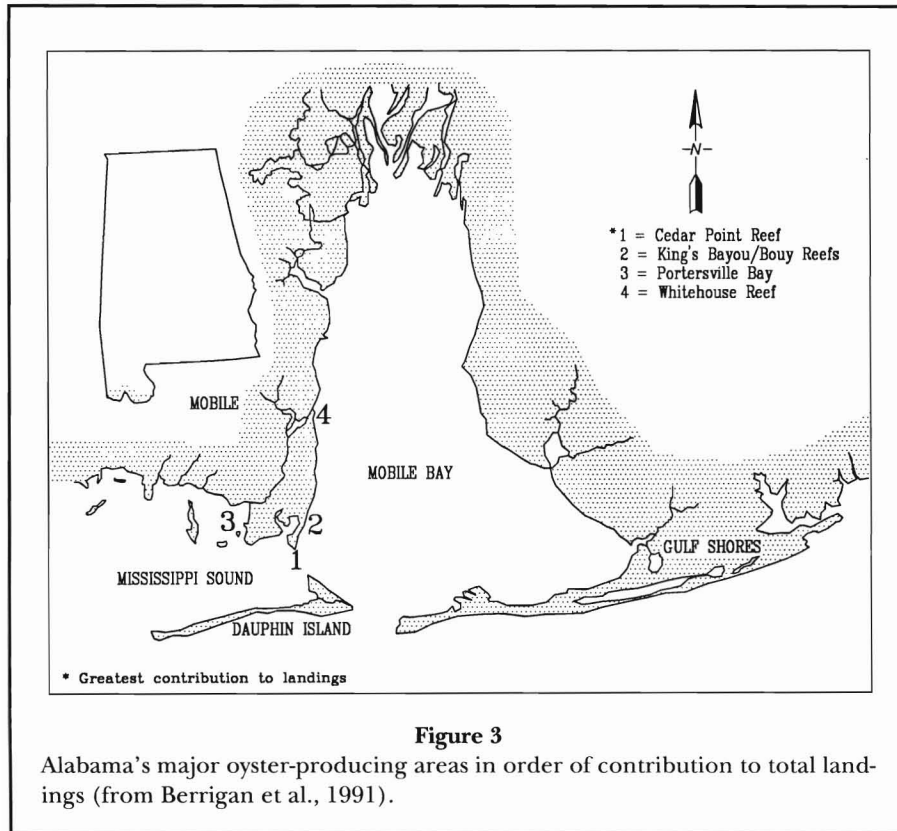 N
*1 = Cedar Point Reef
2 = King's Bayou/Bouy Reefs
3 = Portersville Bay
4 = Whitehouse Reef
MOBILE
4
MOBILE BAY
3
2
1
GULF SHORES
MISSISSIPPI SOUND
DAUPHIN ISLAND
* Greatest contribution to landings
Figure 3
Alabama's major oyster-producing areas in order of contribution to total land-
ings (from Berrigan et al., 1991).